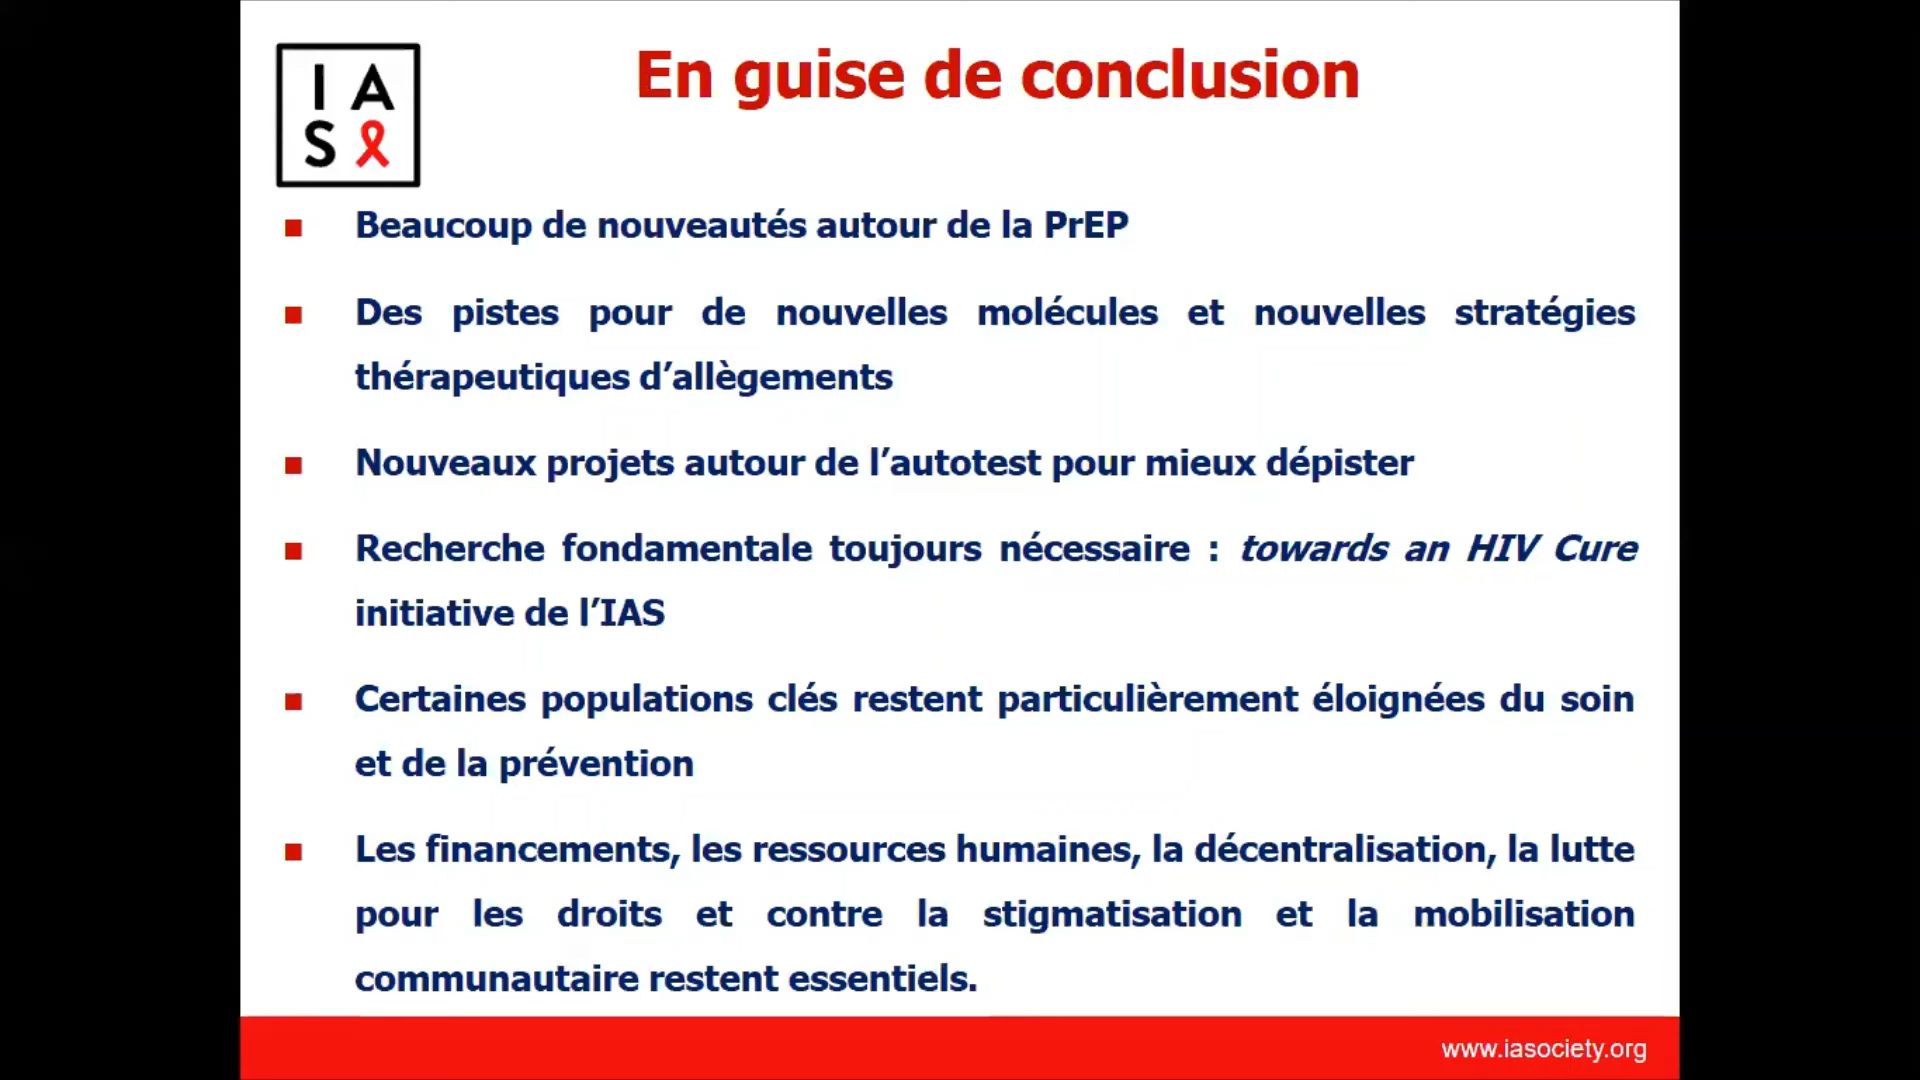 I A
S
En guise de conclusion
Beaucoup de nouveautés autour de la PrEP
Des pistes pour de nouvelles molécules et nouvelles stratégies
thérapeutiques d’allègements
Nouveaux projets autour de l’autotest pour mieux dépister
Recherche fondamentale toujours nécessaire : towards an HIV Cure
initiative de l’IAS
Certaines populations clés restent particulièrement éloignées du soin
et de la prévention
Les financements, les ressources humaines, la décentralisation, la lutte
pour les droits et contre la stigmatisation et la mobilisation
communautaire restent essentiels.
www.iasociety.org